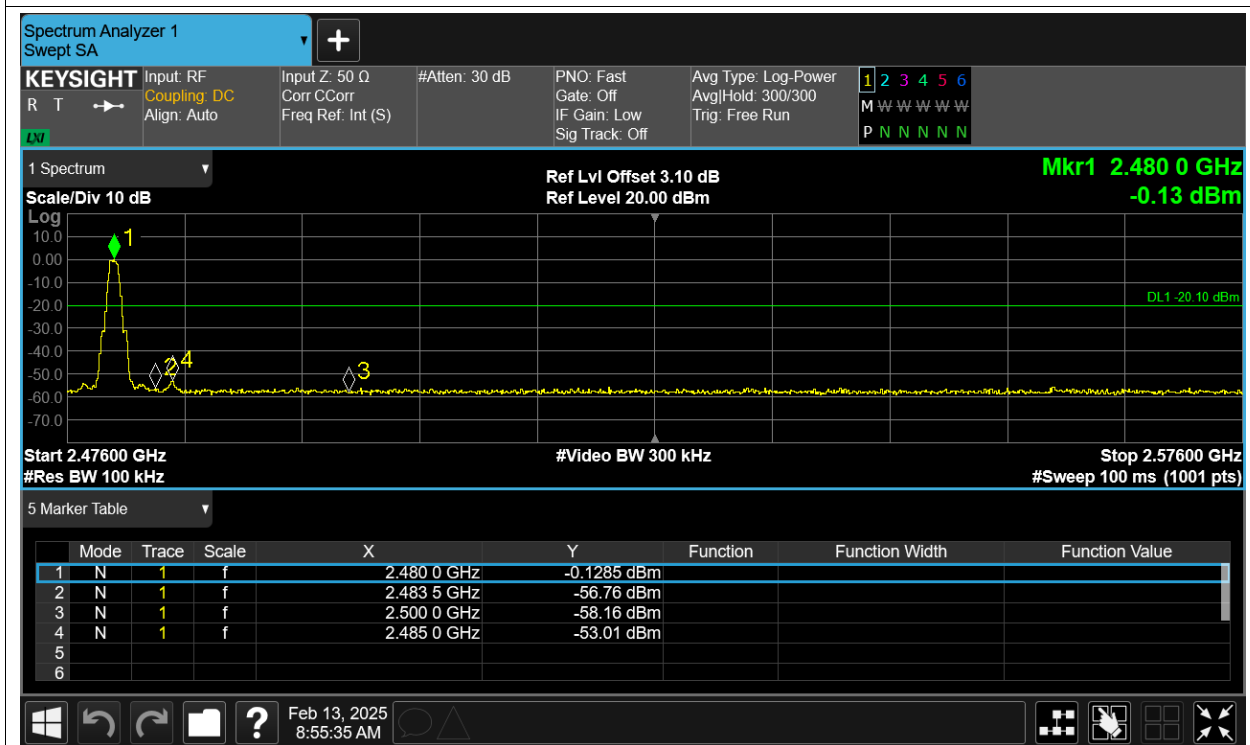 Spectrum Analyzer 1
Swept SA
+
KEYSIGHT
R T
LXI
Input: RF
Coupling: DC
Align: Auto
Input Z: 50 Ω
Corr CCorr
Freq Ref: Int (S)
#Atten: 30 dB
PNO: Fast
Gate: Off
IF Gain: Low
Sig Track: Off
Avg Type: Log-Power
Avg|Hold: 300/300
Trig: Free Run
1 2 3 4 5 6
M W W W W W
P N N N N N
1 Spectrum
Scale/Div 10 dB
Ref Lvl Offset 3.10 dB
Ref Level 20.00 dBm
Mkr1 2.480 0 GHz
-0.13 dBm
Log
10.0
0.00
-10.0
-20.0
-30.0
-40.0
-50.0
-60.0
-70.0
1
2
4
3
DL1 -20.10 dBm
Start 2.47600 GHz
#Video BW 300 kHz
Stop 2.57600 GHz
#Res BW 100 kHz
#Sweep 100 ms (1001 pts)
5 Marker Table
Mode Trace Scale X Y Function Function Width Function Value
1 N 1 f 2.480 0 GHz -0.1285 dBm
2 N 1 f 2.483 5 GHz -56.76 dBm
3 N 1 f 2.500 0 GHz -58.16 dBm
4 N 1 f 2.485 0 GHz -53.01 dBm
5
6
?
Feb 13, 2025
8:55:35 AM